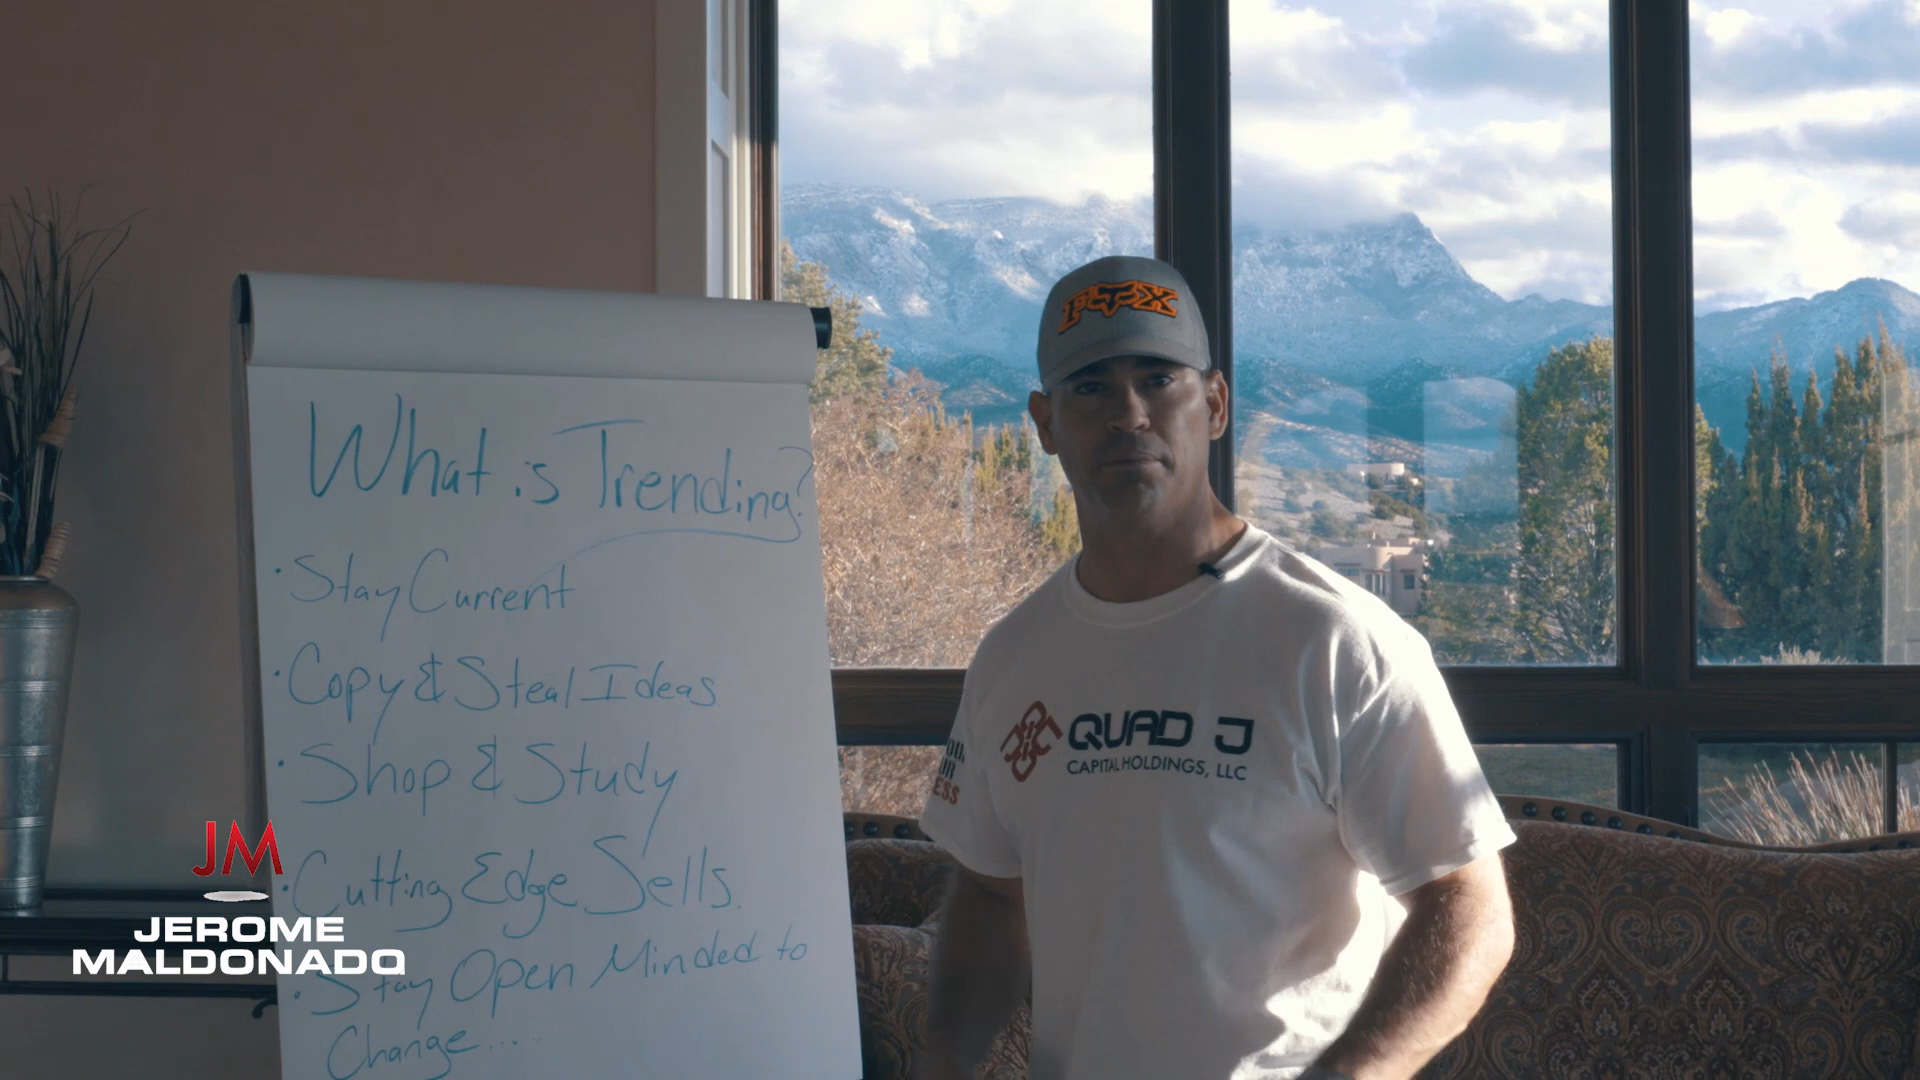 What is Trending?
· Stay Current
· Copy & Steal Ideas
· Shop & Study
· Cutting Edge Sells.
· Stay Open Minded to
Change.....
FOX
QUAD J
CAPITAL HOLDINGS, LLC
ESS
JM
JEROME
MALDONADO